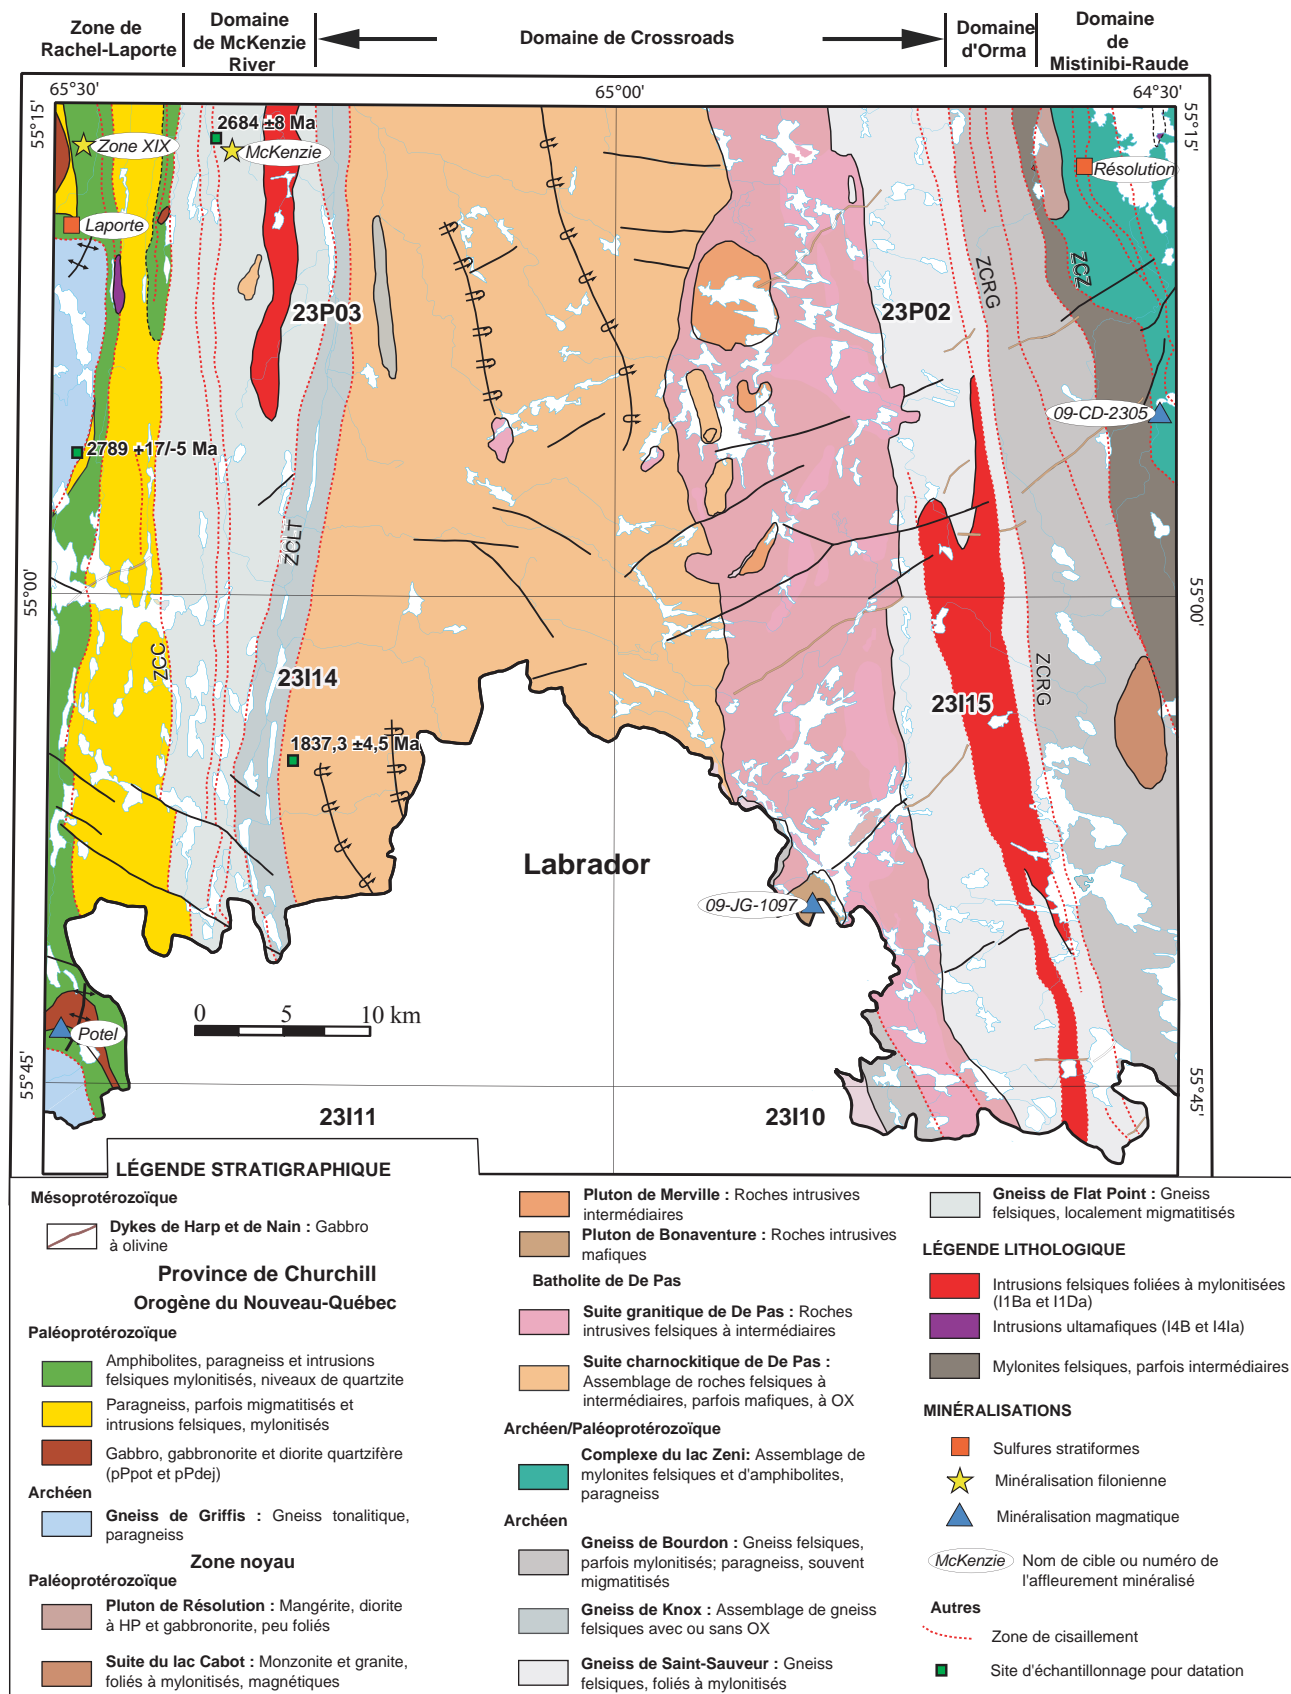 Zone de
Rachel-Laporte
Domaine
de McKenzie
River
Domaine de Crossroads
Domaine
d'Orma
Domaine
de
Mistinibi-Raude
65°30'
65°00'
64°30'
55°15'
55°15'
2684 ±8 Ma
Zone XIX
McKenzie
Résolution
Laporte
ZCRG
ZCZ
23P03
23P02
09-CD-2305
2789 +17/-5 Ma
ZCLT
55°00'
55°00'
ZCC
23I14
ZCRG
23I15
1837,3 ±4,5 Ma
Labrador
09-JG-1097
0 5 10 km
Potel
55°45'
55°45'
23I11
23I10
LÉGENDE STRATIGRAPHIQUE
Mésoprotérozoïque
Dykes de Harp et de Nain : Gabbro
à olivine
Province de Churchill
Orogène du Nouveau-Québec
Paléoprotérozoïque
Amphibolites, paragneiss et intrusions
felsiques mylonitisés, niveaux de quartzite
Paragneiss, parfois migmatitisés et
intrusions felsiques, mylonitisés
Gabbro, gabbronorite et diorite quartzifère
(pPpot et pPdej)
Archéen
Gneiss de Griffis : Gneiss tonalitique,
paragneiss
Zone noyau
Paléoprotérozoïque
Pluton de Résolution : Mangérite, diorite
à HP et gabbronorite, peu foliés
Suite du lac Cabot : Monzonite et granite,
foliés à mylonitisés, magnétiques
Pluton de Merville : Roches intrusives
intermédiaires
Pluton de Bonaventure : Roches intrusives
mafiques
Batholite de De Pas
Suite granitique de De Pas : Roches
intrusives felsiques à intermédiaires
Suite charnockitique de De Pas :
Assemblage de roches felsiques à
intermédiaires, parfois mafiques, à OX
Archéen/Paléoprotérozoïque
Complexe du lac Zeni: Assemblage de
mylonites felsiques et d'amphibolites,
paragneiss
Archéen
Gneiss de Bourdon : Gneiss felsiques,
parfois mylonitisés; paragneiss, souvent
migmatitisés
Gneiss de Knox : Assemblage de gneiss
felsiques avec ou sans OX
Gneiss de Saint-Sauveur : Gneiss
felsiques, foliés à mylonitisés
Gneiss de Flat Point : Gneiss
felsiques, localement migmatitisés
LÉGENDE LITHOLOGIQUE
Intrusions felsiques foliées à mylonitisées
(I1Ba et I1Da)
Intrusions ultamafiques (I4B et I4Ia)
Mylonites felsiques, parfois intermédiaires
MINÉRALISATIONS
Sulfures stratiformes
Minéralisation filonienne
Minéralisation magmatique
McKenzie Nom de cible ou numéro de
l'affleurement minéralisé
Autres
Zone de cisaillement
Site d'échantillonnage pour datation